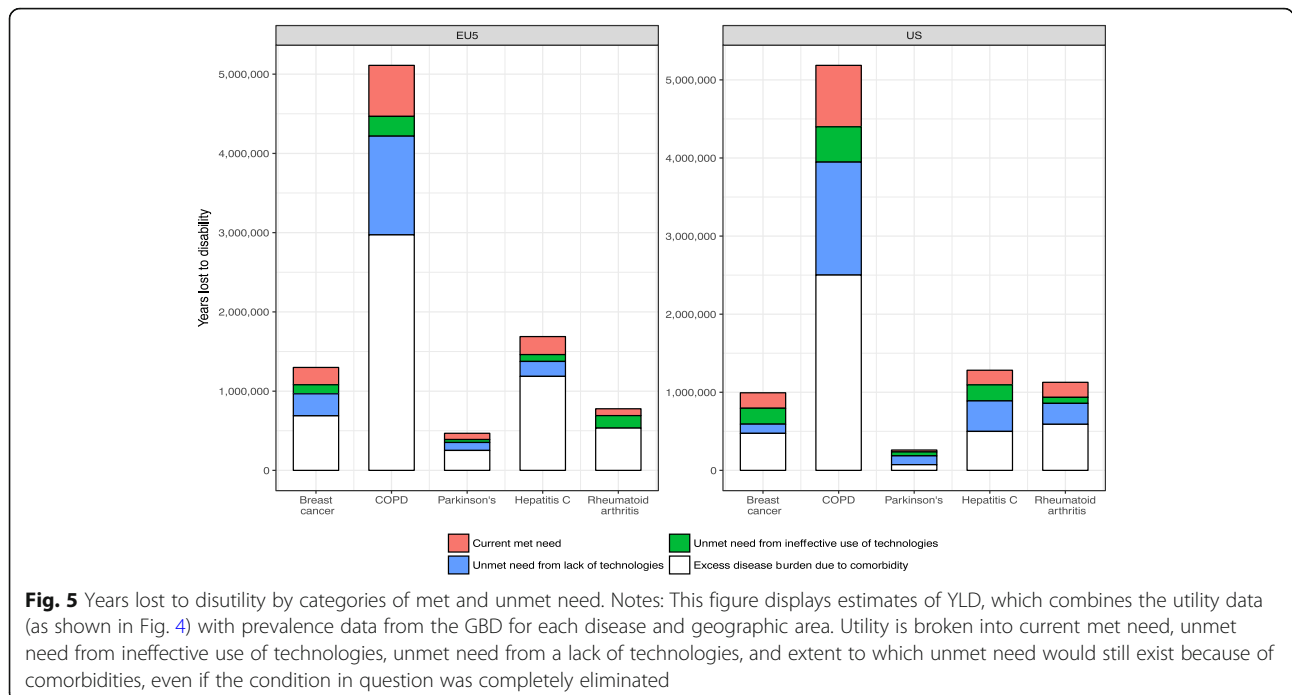 EU5
US
Years lost to disability
5,000,000
4,000,000
3,000,000
2,000,000
1,000,000
0
Breast
cancer
COPD
Parkinson's
Hepatitis C
Rheumatoid
arthritis
5,000,000
4,000,000
3,000,000
2,000,000
1,000,000
0
Breast
cancer
COPD
Parkinson's
Hepatitis C
Rheumatoid
arthritis
Current met need
Unmet need from ineffective use of technologies
Unmet need from lack of technologies
Excess disease burden due to comorbidity
Fig. 5 Years lost to disutility by categories of met and unmet need. Notes: This figure displays estimates of YLD, which combines the utility data
(as shown in Fig. 4) with prevalence data from the GBD for each disease and geographic area. Utility is broken into current met need, unmet
need from ineffective use of technologies, unmet need from a lack of technologies, and extent to which unmet need would still exist because of
comorbidities, even if the condition in question was completely eliminated